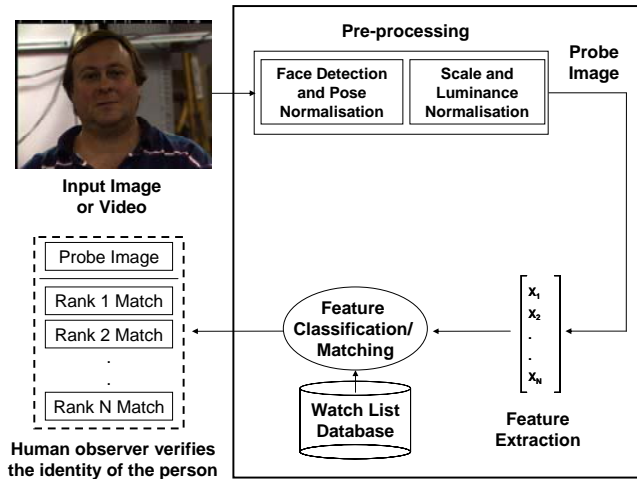 Pre-processing
Face Detection
and Pose
Normalisation
Scale and
Luminance
Normalisation
Probe
Image
Input Image
or Video
Probe Image
Rank 1 Match
Rank 2 Match
.
.
Rank N Match
Human observer verifies
the identity of the person
Feature
Classification/
Matching
Watch List
Database
X₁
X₂
.
.
X_N
Feature
Extraction